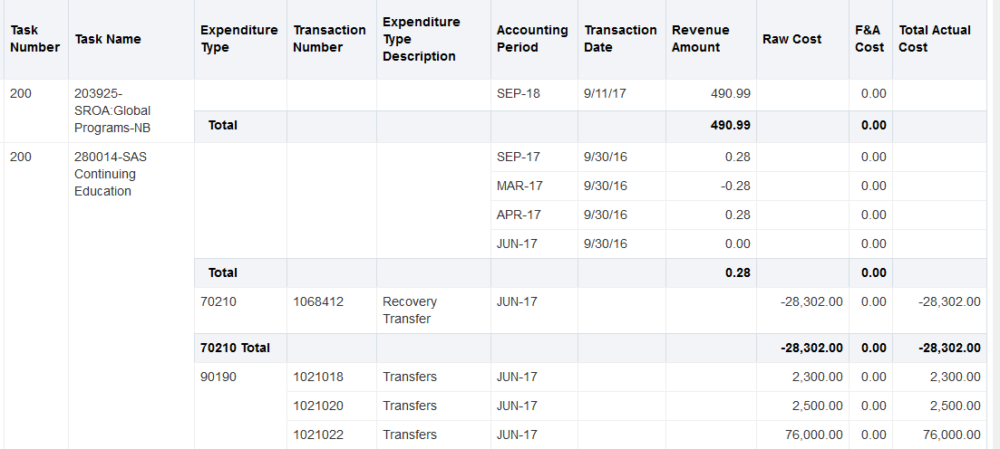 Task Number Task Name Expenditure Type Transaction Number Expenditure Type Description Accounting Period Transaction Date Revenue Amount Raw Cost F&A Cost Total Actual Cost
200 203925-SROA:Global Programs-NB SEP-18 9/11/17 490.99 0.00
Total 490.99 0.00
200 280014-SAS Continuing Education SEP-17 9/30/16 0.28 0.00
MAR-17 9/30/16 -0.28 0.00
APR-17 9/30/16 0.28 0.00
JUN-17 9/30/16 0.00 0.00
Total 0.28 0.00
70210 1068412 Recovery Transfer JUN-17 -28,302.00 0.00 -28,302.00
70210 Total -28,302.00 0.00 -28,302.00
90190 1021018 Transfers JUN-17 2,300.00 0.00 2,300.00
1021020 Transfers JUN-17 2,500.00 0.00 2,500.00
1021022 Transfers JUN-17 76,000.00 0.00 76,000.00